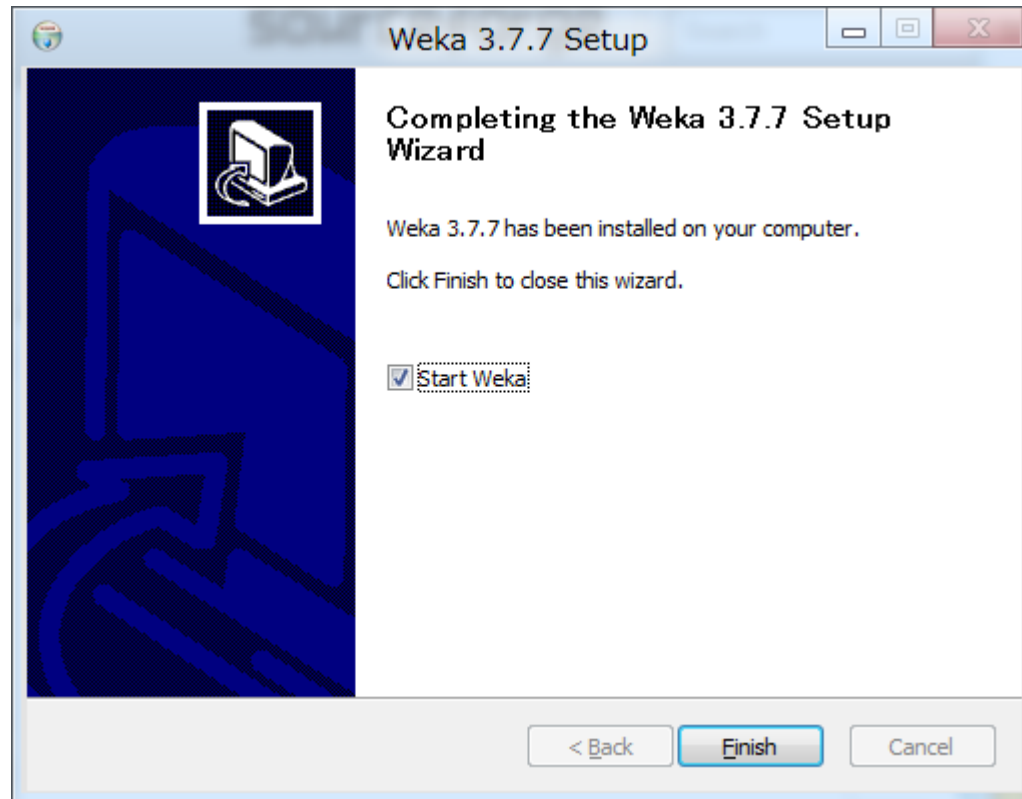 Weka 3.7.7 Setup
Completing the Weka 3.7.7 Setup
Wizard
Weka 3.7.7 has been installed on your computer.
Click Finish to close this wizard.
Start Weka
< Back
Finish
Cancel